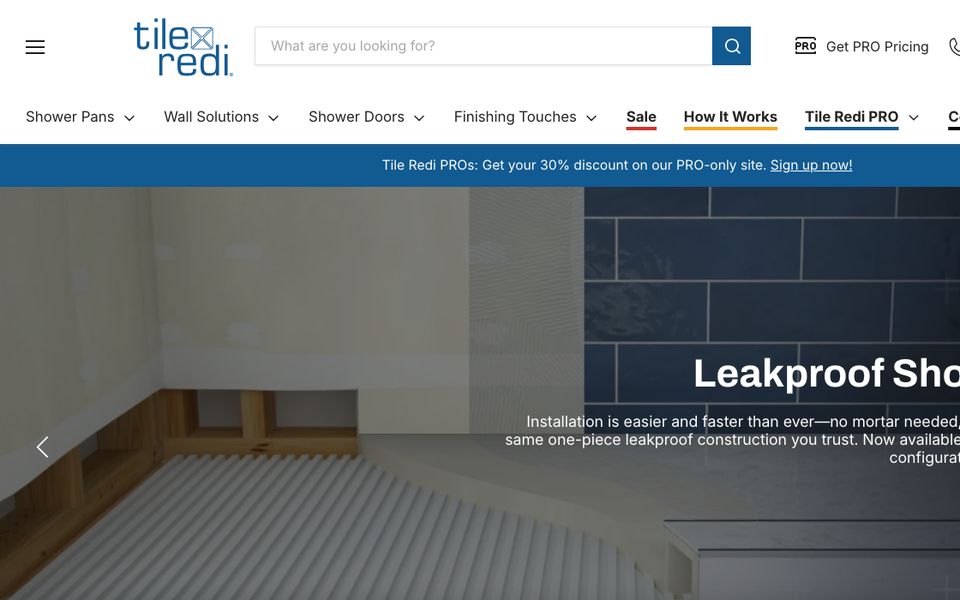 tile redi
What are you looking for?
PRO
Get PRO Pricing
Shower Pans
Wall Solutions
Shower Doors
Finishing Touches
Sale
How It Works
Tile Redi PRO
Tile Redi PROs: Get your 30% discount on our PRO-only site. Sign up now!
Leakproof
Installation is easier and faster than ever—no mortar needed,
same one-piece leakproof construction you trust. Now available